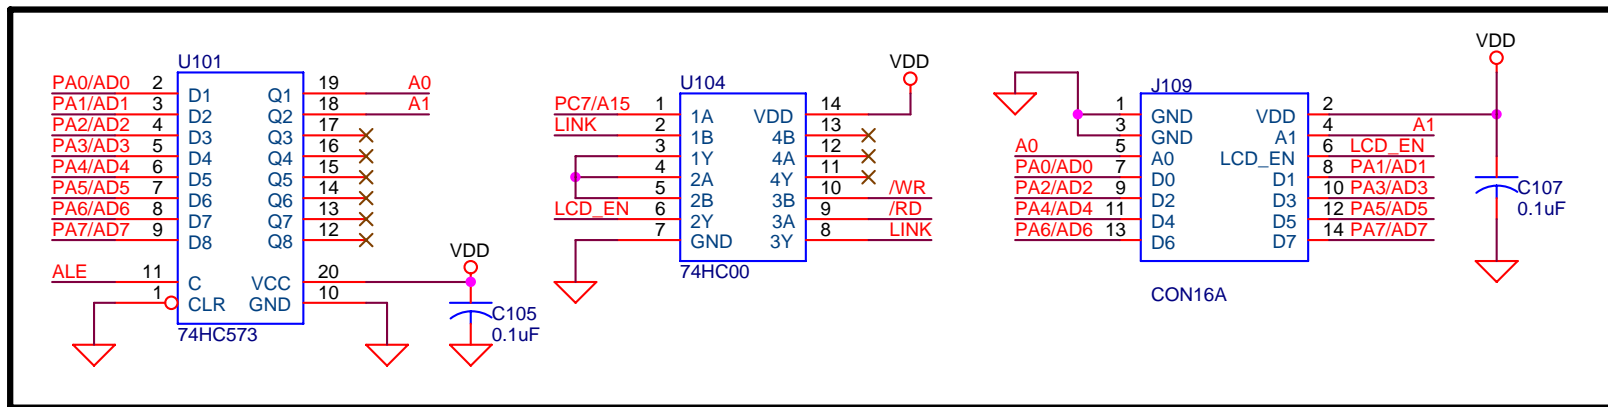 U101
PA0/AD0 2 D1 Q1 19 A0
PA1/AD1 3 D2 Q2 18 A1
PA2/AD2 4 D3 Q3 17
PA3/AD3 5 D4 Q4 16
PA4/AD4 6 D5 Q5 15
PA5/AD5 7 D6 Q6 14
PA6/AD6 8 D7 Q7 13
PA7/AD7 9 D8 Q8 12
ALE 11 C VCC 20
1 CLR GND 10
74HC573
VDD
C105
0.1uF
U104
VDD
PC7/A15 1 1A VDD 14
LINK 2 1B 4B 13
3 1Y 4A 12
4 2A 4Y 11
5 2B 3B 10 /WR
LCD_EN 6 2Y 3A 9 /RD
7 GND 3Y 8 LINK
74HC00
VDD
J109
1 GND VDD 2
3 GND A1 4 A1
A0 5 A0 LCD_EN 6 LCD_EN
PA0/AD0 7 D0 D1 8 PA1/AD1
PA2/AD2 9 D2 D3 10 PA3/AD3
PA4/AD4 11 D4 D5 12 PA5/AD5
PA6/AD6 13 D6 D7 14 PA7/AD7
CON16A
C107
0.1uF